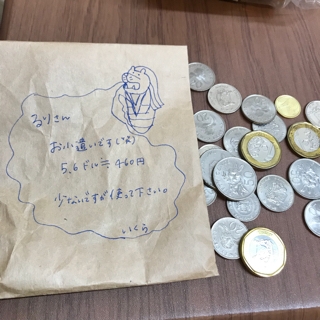 るりさん
お小遣いです(笑)
5.6ドル≒460円
少ないですが使って下さい。
いくら